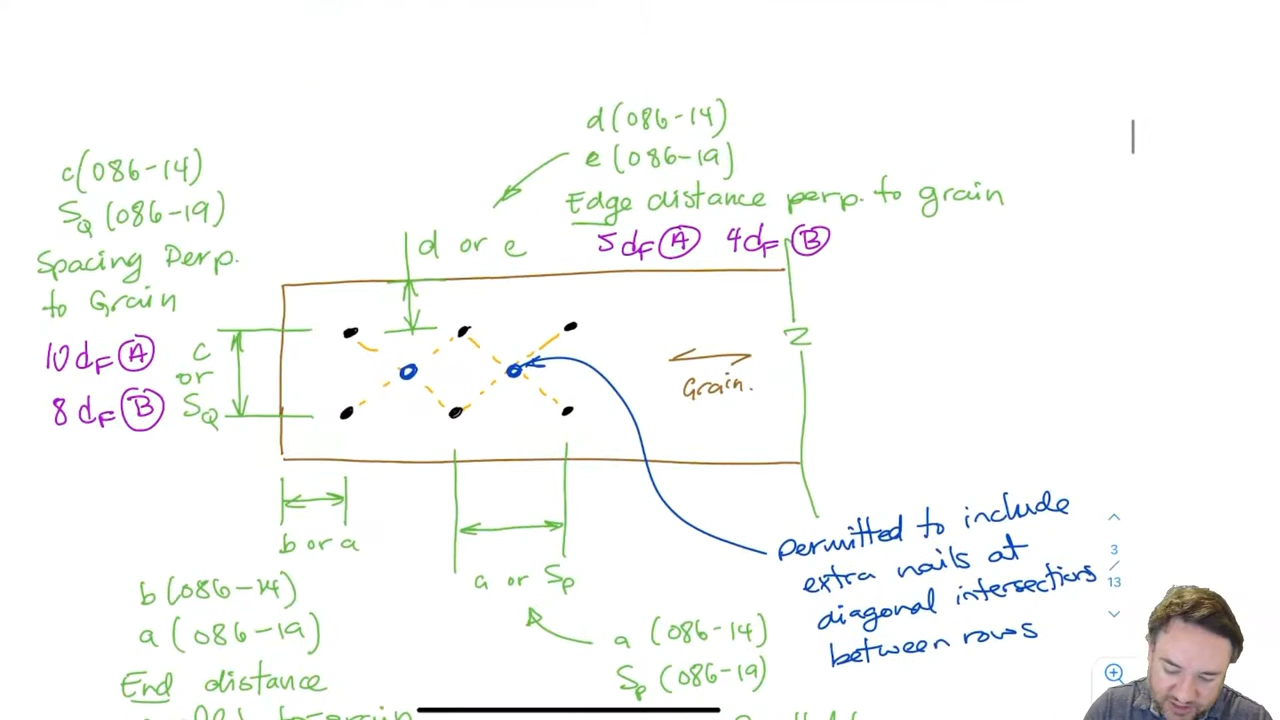 d (086-14)
e (086-19)
Edge distance perp. to grain
5dF A 4dF B
c (086-14)
SQ (086-19)
Spacing Perp.
to Grain
10dF A
8dF B
c
or
SQ
d or e
Grain.
b or a
a or Sp
b (086-14)
a (086-19)
End distance
a (086-14)
Sp (086-19)
Permitted to include
extra nails at
diagonal intersections
between rows
3
/
13